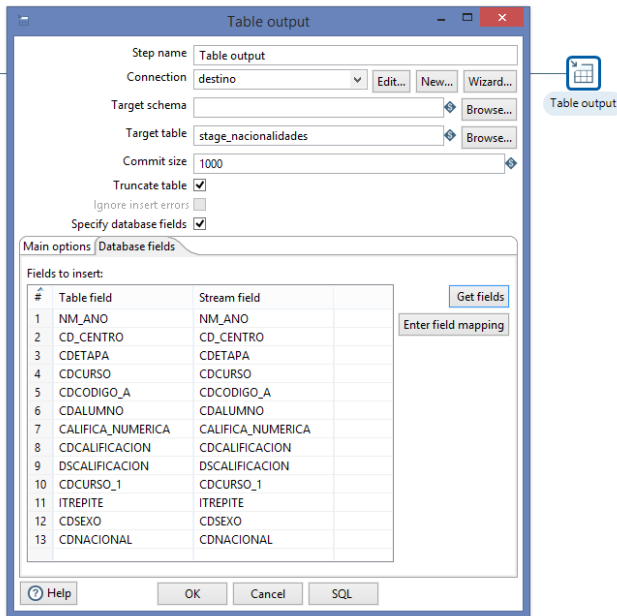 Table output
Step name Table output
Connection destino Edit... New... Wizard...
Target schema Browse...
Target table stage_nacionalidades Browse...
Commit size 1000
Truncate table
Ignore insert errors
Specify database fields
Main options Database fields
Fields to insert:
# Table field Stream field
1 NM_ANO NM_ANO
2 CD_CENTRO CD_CENTRO
3 CDETAPA CDETAPA
4 CDCURSO CDCURSO
5 CDCODIGO_A CDCODIGO_A
6 CDALUMNO CDALUMNO
7 CALIFICA_NUMERICA CALIFICA_NUMERICA
8 CDCALIFICACION CDCALIFICACION
9 DSCALIFICACION DSCALIFICACION
10 CDCURSO_1 CDCURSO_1
11 ITREPITE ITREPITE
12 CDSEXO CDSEXO
13 CDNACIONAL CDNACIONAL
Get fields
Enter field mapping
Help OK Cancel SQL
Table output